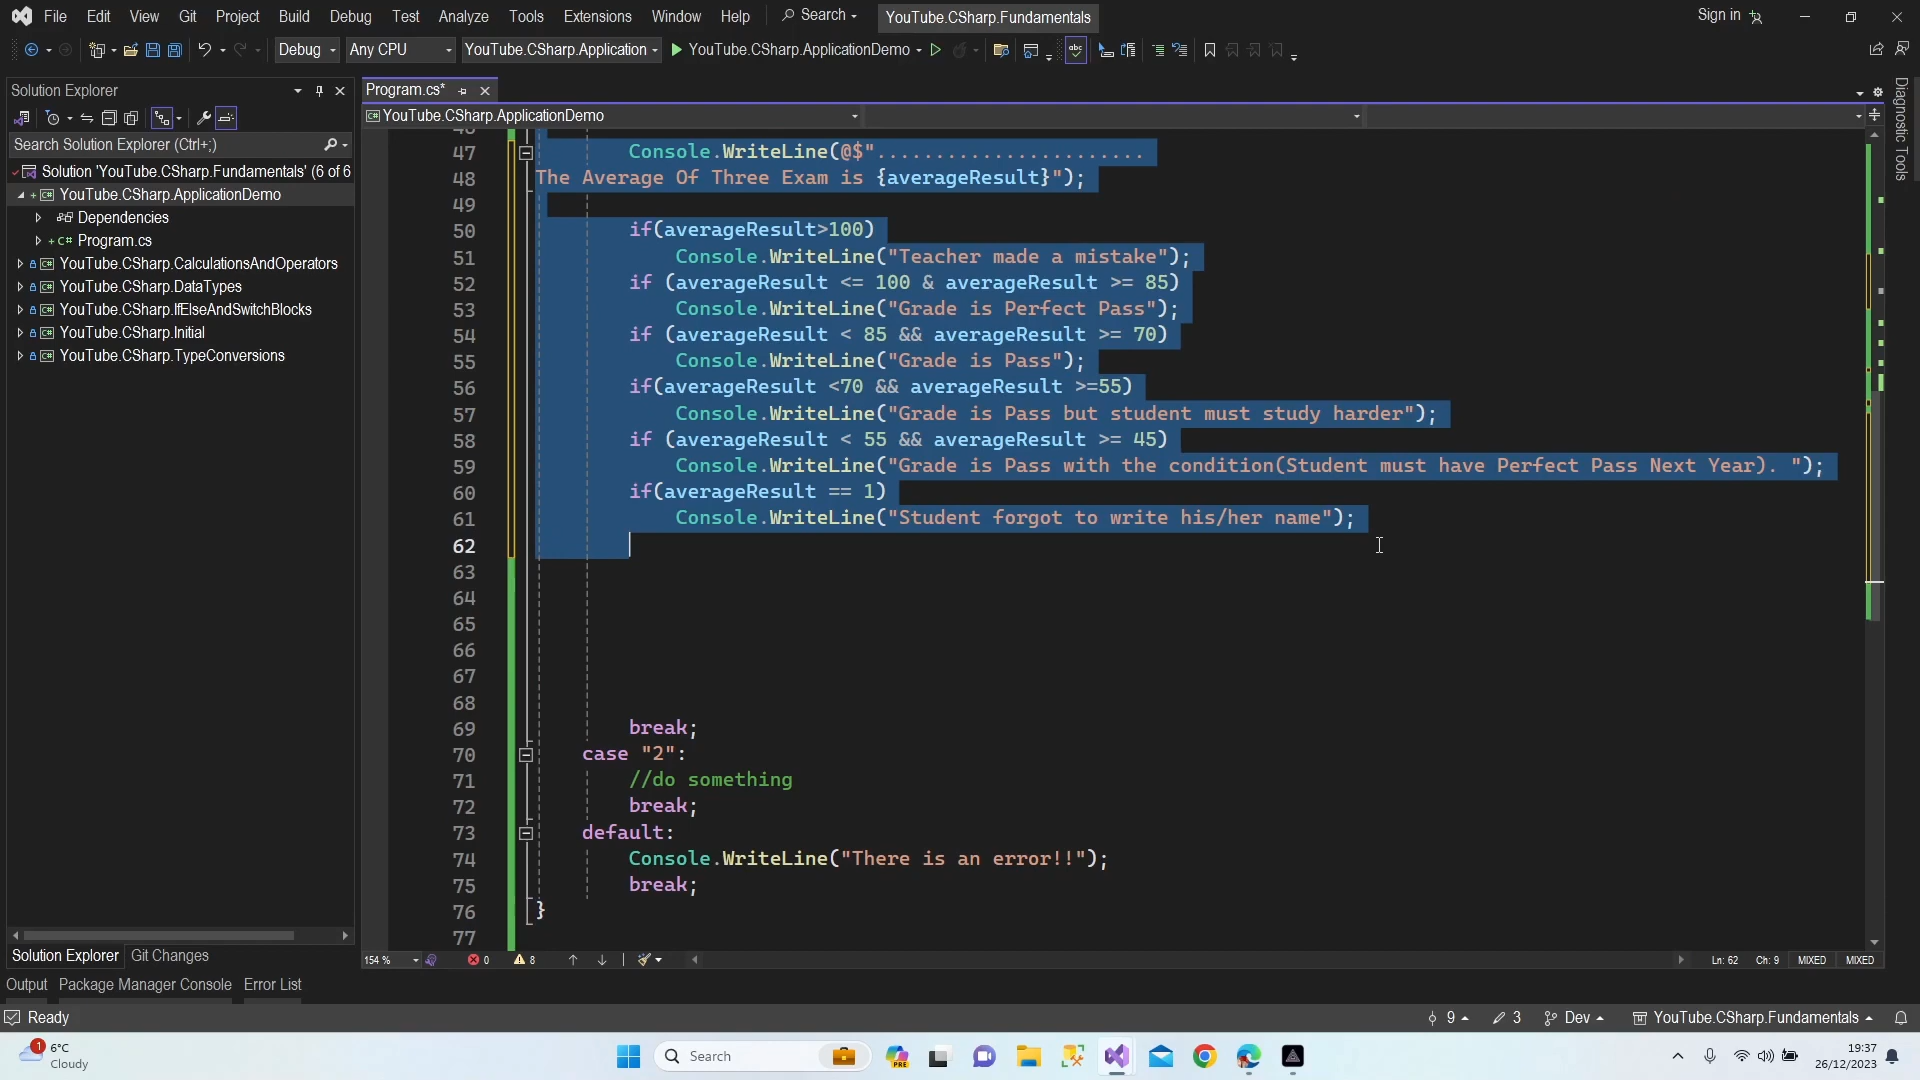 File Edit View Git Project Build Debug Test Analyze Tools Extensions Window Help Search YouTube.CSharp.Fundamentals Sign in
Debug Any CPU YouTube.CSharp.Application YouTube.CSharp.ApplicationDemo
Solution Explorer
Program.cs*
YouTube.CSharp.ApplicationDemo
Search Solution Explorer (Ctrl+;)
Solution 'YouTube.CSharp.Fundamentals' (6 of 6
YouTube.CSharp.ApplicationDemo
Dependencies
Program.cs
YouTube.CSharp.CalculationsAndOperators
YouTube.CSharp.DataTypes
YouTube.CSharp.IfElseAndSwitchBlocks
YouTube.CSharp.Initial
YouTube.CSharp.TypeConversions
Diagnostic Tools
47 Console.WriteLine(@$".......................
48 The Average Of Three Exam is {averageResult}");
49
50 if(averageResult>100)
51 Console.WriteLine("Teacher made a mistake");
52 if (averageResult <= 100 & averageResult >= 85)
53 Console.WriteLine("Grade is Perfect Pass");
54 if (averageResult < 85 && averageResult >= 70)
55 Console.WriteLine("Grade is Pass");
56 if(averageResult <70 && averageResult >=55)
57 Console.WriteLine("Grade is Pass but student must study harder");
58 if (averageResult < 55 && averageResult >= 45)
59 Console.WriteLine("Grade is Pass with the condition(Student must have Perfect Pass Next Year). ");
60 if(averageResult == 1)
61 Console.WriteLine("Student forgot to write his/her name");
62
63
64
65
66
67
68
69 break;
70 case "2":
71 //do something
72 break;
73 default:
74 Console.WriteLine("There is an error!!");
75 break;
76 }
77
154 % 0 8 Ln: 62 Ch: 9 MIXED MIXED
Solution Explorer Git Changes
Output Package Manager Console Error List
Ready 9 3 Dev YouTube.CSharp.Fundamentals
1 6°C
Cloudy
Search
PRE
19:37
26/12/2023